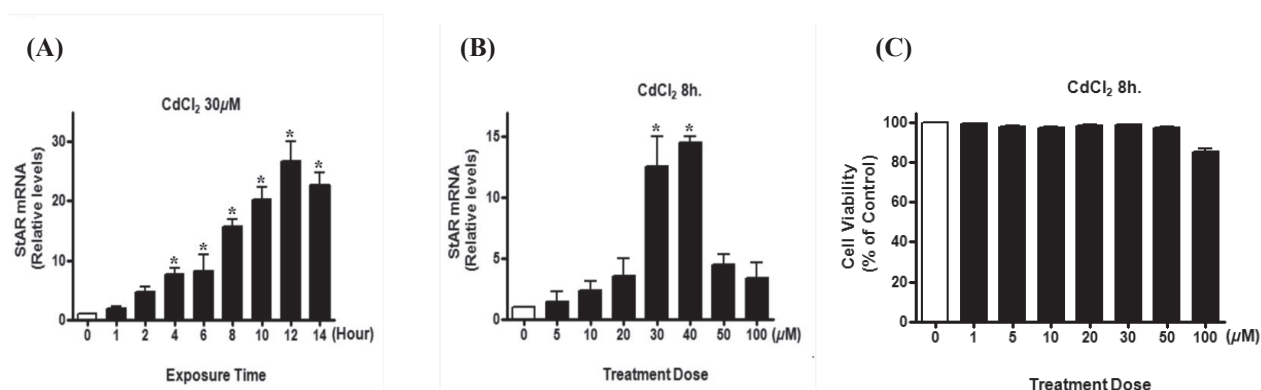 (A)
CdCl₂ 30µM
StAR mRNA
(Relative levels)
30
20
10
0
*
*
*
*
*
*
0 1 2 4 6 8 10 12 14 (Hour)
Exposure Time
(B)
CdCl₂ 8h.
StAR mRNA
(Relative levels)
15
10
5
0
* *
0 5 10 20 30 40 50 100 (µM)
Treatment Dose
(C)
CdCl₂ 8h.
Cell Viability
(% of Control)
100
80
60
40
20
0
0 1 5 10 20 30 50 100 (µM)
Treatment Dose